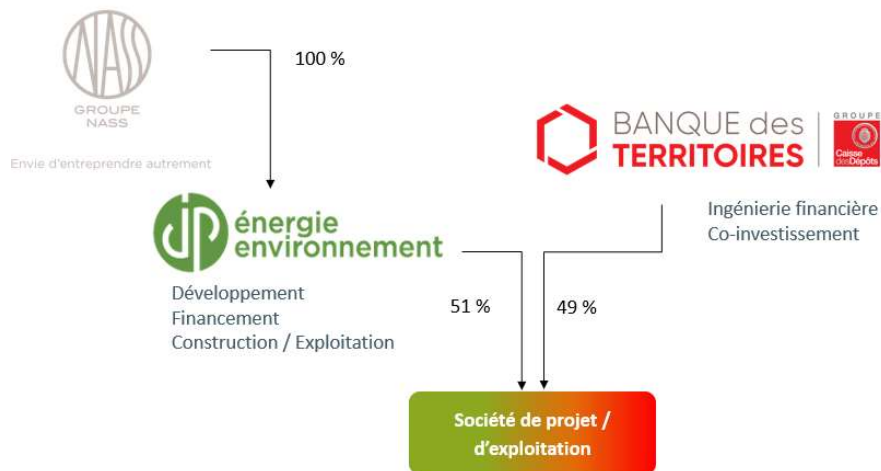 NASS
GROUPE
NASS
Envie d'entreprendre autrement
100 %
BANQUE des
TERRITOIRES
GROUPE
Caisse
des Dépôts
Ingénierie financière
Co-investissement
JP
énergie
environnement
Développement
Financement
Construction / Exploitation
51 %
49 %
Société de projet /
d'exploitation